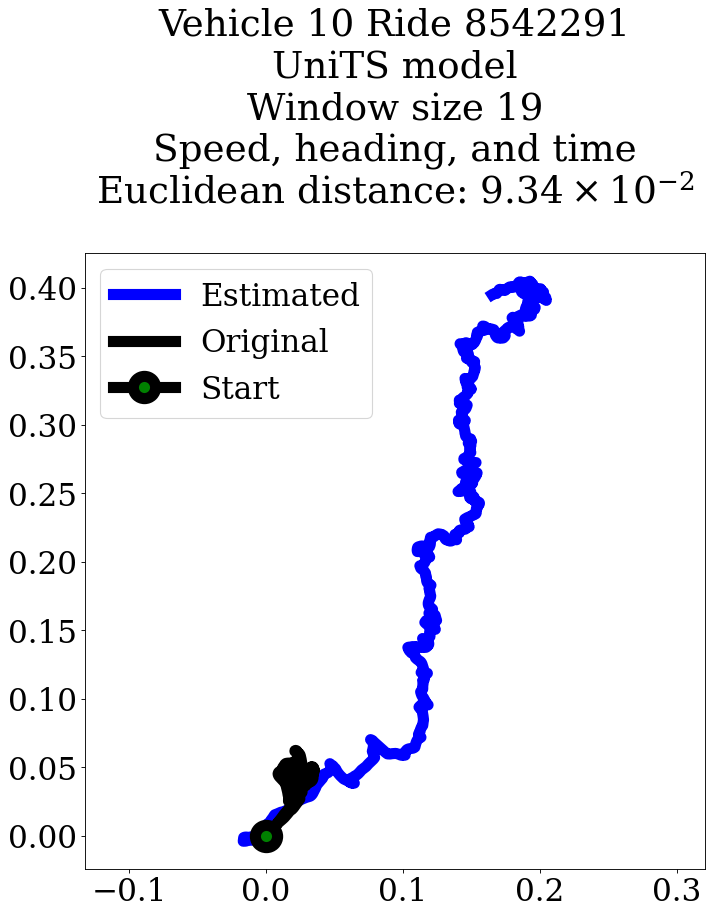 Vehicle 10 Ride 8542291
UniTS model
Window size 19
Speed, heading, and time
Euclidean distance: 9.34 × 10⁻²
Estimated
Original
Start
0.40
0.35
0.30
0.25
0.20
0.15
0.10
0.05
0.00
−0.1 0.0 0.1 0.2 0.3